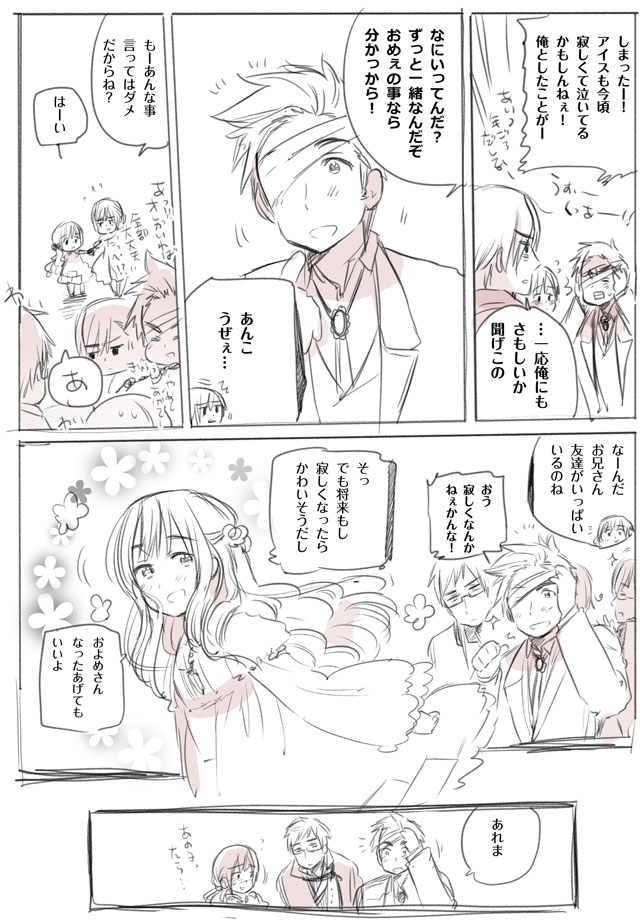 しまったー！
アイスも今頃
寂しくて泣いてる
かもしんねぇ！
俺としたことがー
…一応俺にも
さもしいか
聞げこの
なにいってんだ？
ずっと一緒なんだぞ
おめぇの事なら
分かっから！
あんこ
うぜぇ…
もーあんな事
言ってはダメ
だからね？
はーい
あ
なーんだ
お兄さん
友達がいっぱい
いるのね
おう
寂しくなんか
ねぇかんな！
そっ
でも将来もし
寂しくなったら
かわいそうだし
およめさん
なったあげても
いいよ
あれま
あの子っ
たら…